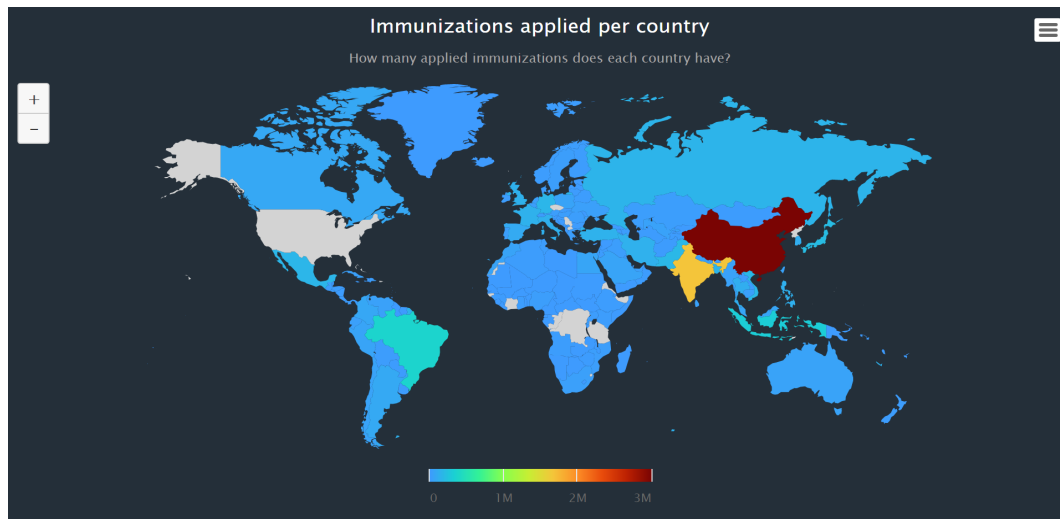 Immunizations applied per country
How many applied immunizations does each country have?
+
−
0 1M 2M 3M